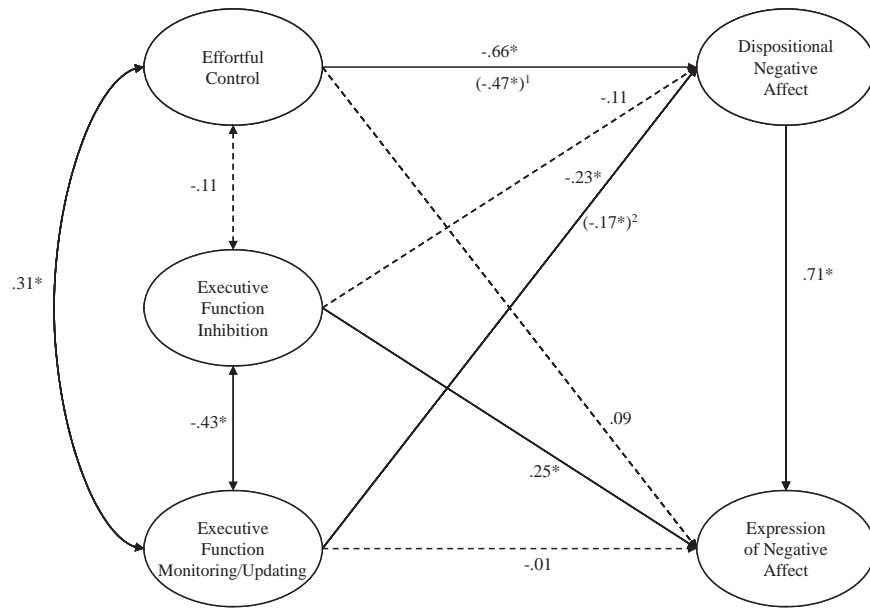 Effortful
Control
-.66*
(-.47*)1
Dispositional
Negative
Affect
-.11
-.11
-.23*
(-.17*)2
.31*
Executive
Function
Inhibition
.71*
-.43*
.09
.25*
Executive
Function
Monitoring/Updating
-.01
Expression
of Negative
Affect